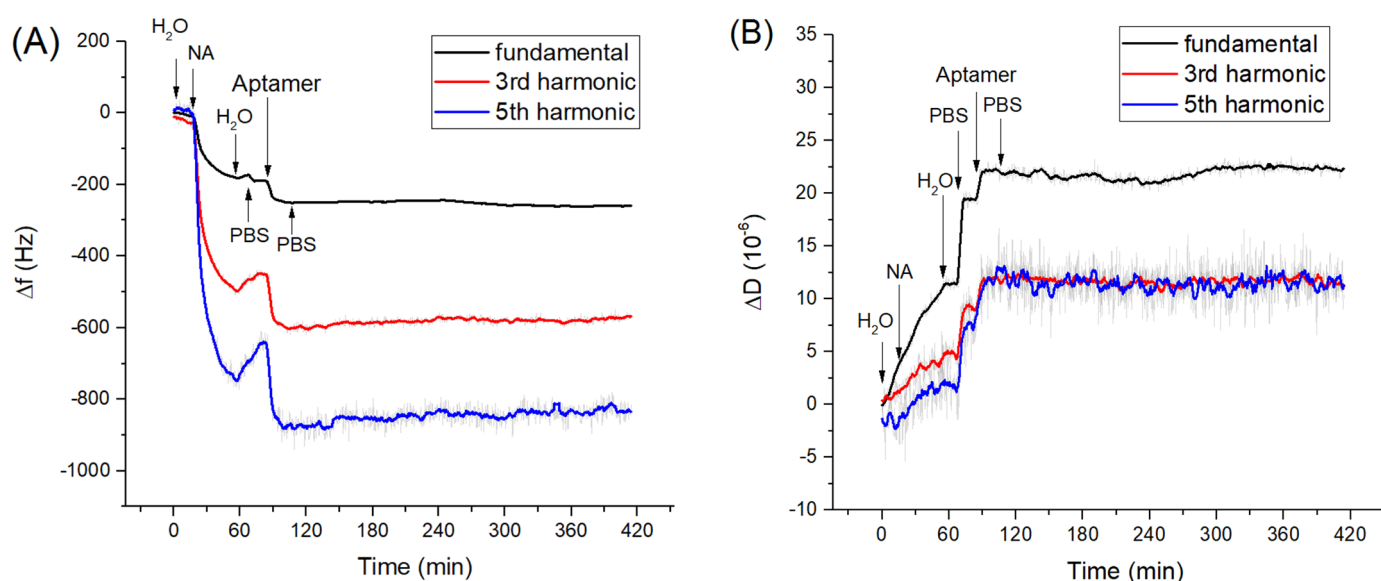 (A)
H₂O
NA
H₂O
Aptamer
PBS
PBS
fundamental
3rd harmonic
5th harmonic
200
0
-200
-400
-600
-800
-1000
Δf (Hz)
0 60 120 180 240 300 360 420
Time (min)
(B)
H₂O
NA
H₂O
PBS
Aptamer
PBS
fundamental
3rd harmonic
5th harmonic
35
30
25
20
15
10
5
0
-5
-10
ΔD (10⁻⁶)
0 60 120 180 240 300 360 420
Time (min)